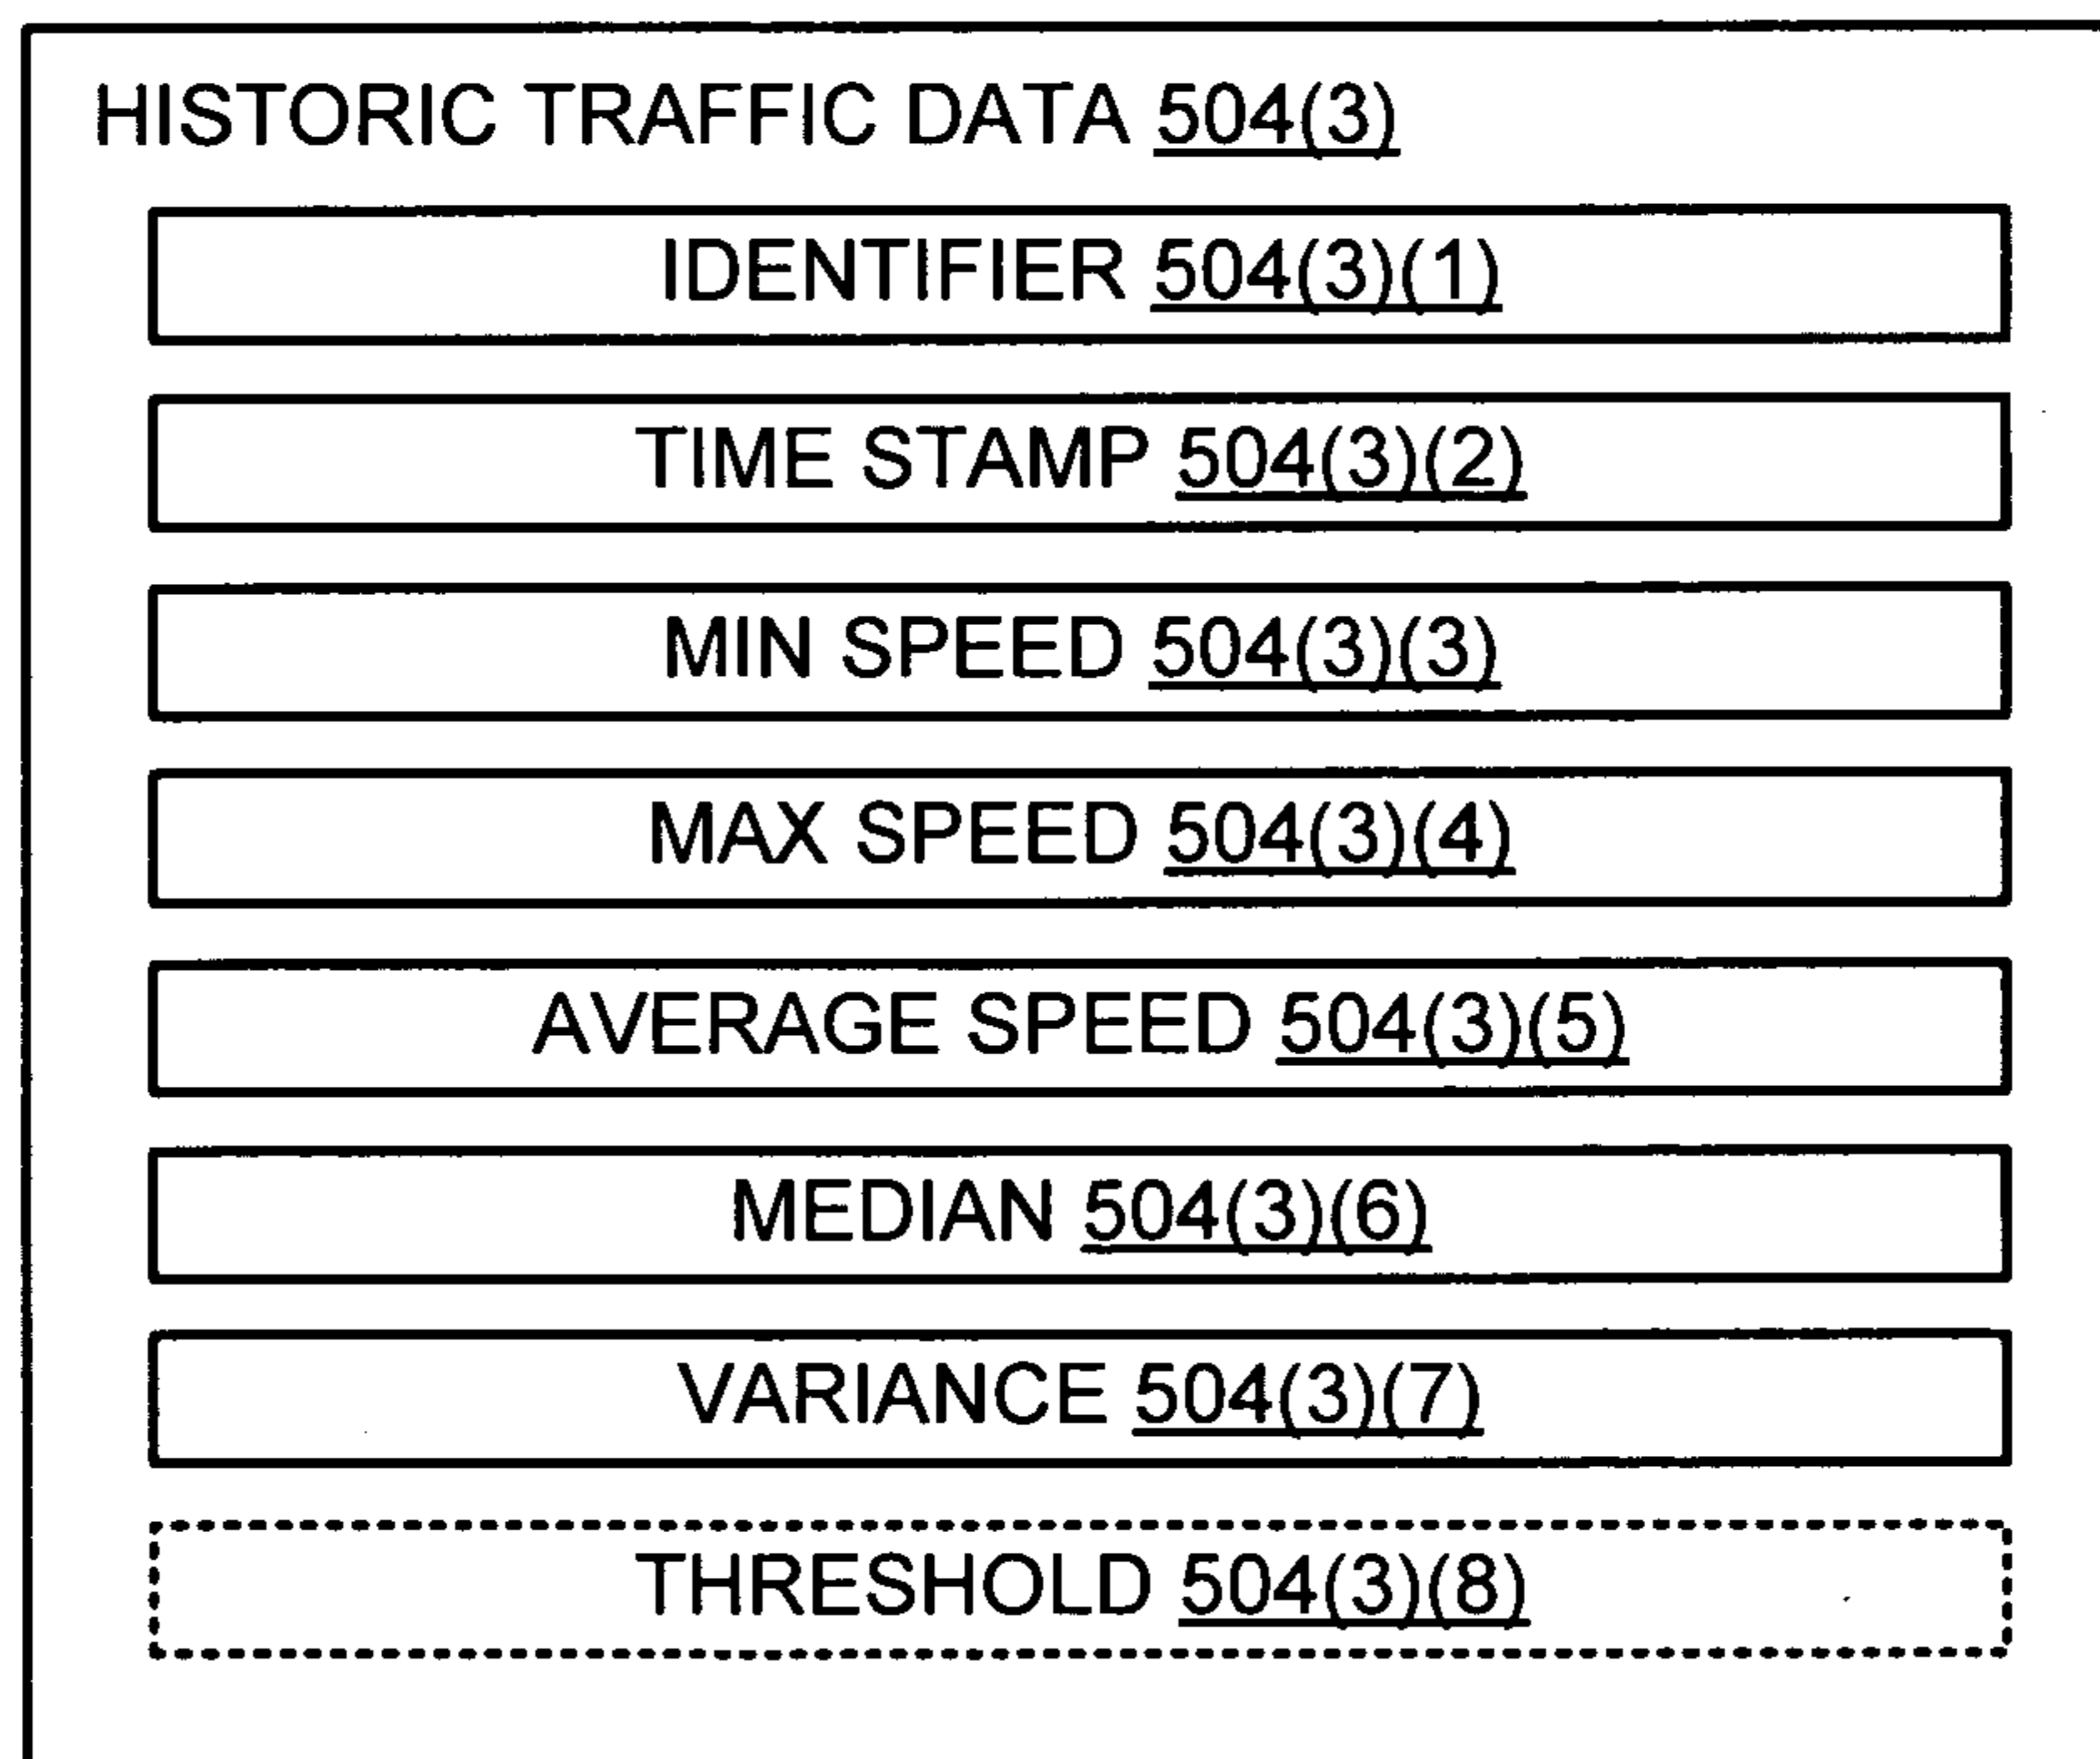 HISTORIC TRAFFIC DATA 504(3)
IDENTIFIER 504(3)(1)
TIME STAMP 504(3)(2)
MIN SPEED 504(3)(3)
MAX SPEED 504(3)(4)
AVERAGE SPEED 504(3)(5)
MEDIAN 504(3)(6)
VARIANCE 504(3)(7)
THRESHOLD 504(3)(8)